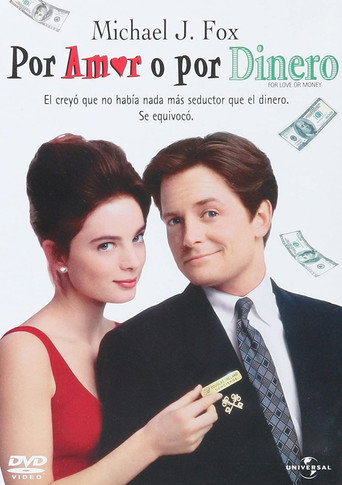 Michael J. Fox
Por Amor o por Dinero
FOR LOVE OR MONEY
El creyó que no había nada más seductor que el dinero.
Se equivocó.
DVD
VIDEO
UNIVERSAL